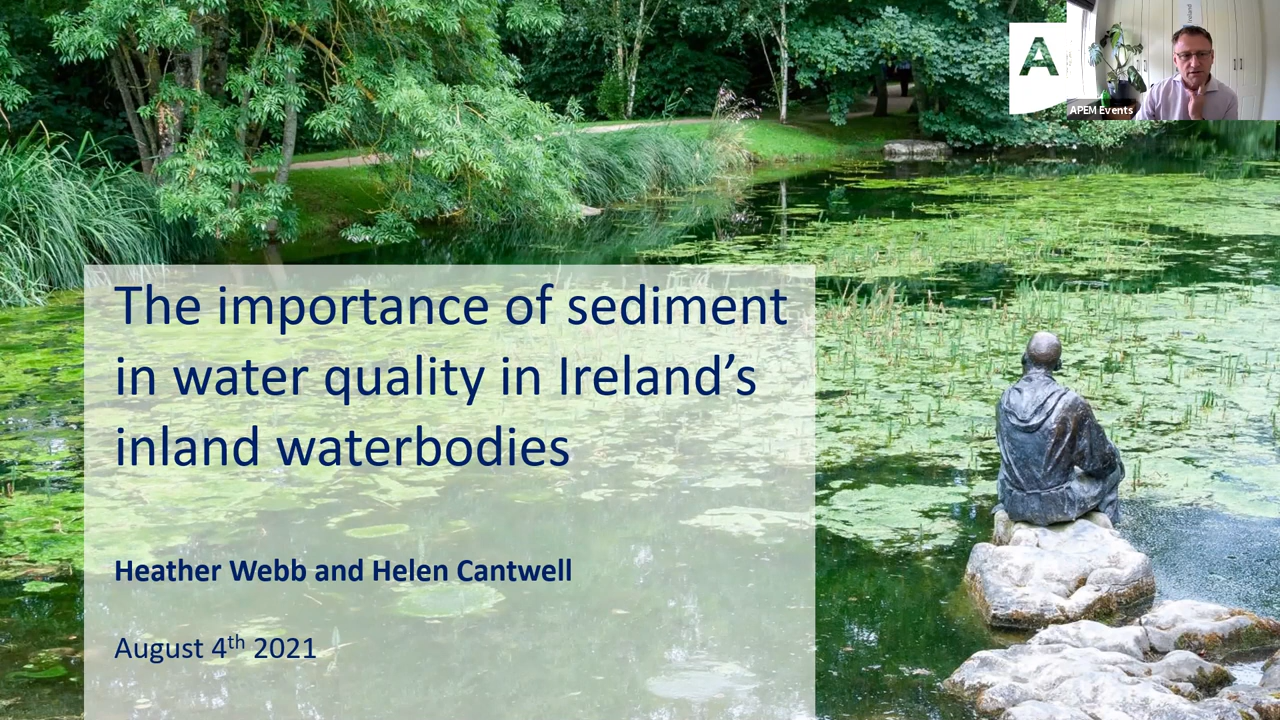 The importance of sediment
in water quality in Ireland’s
inland waterbodies
Heather Webb and Helen Cantwell
August 4th 2021
A
APEM Events
Ireland